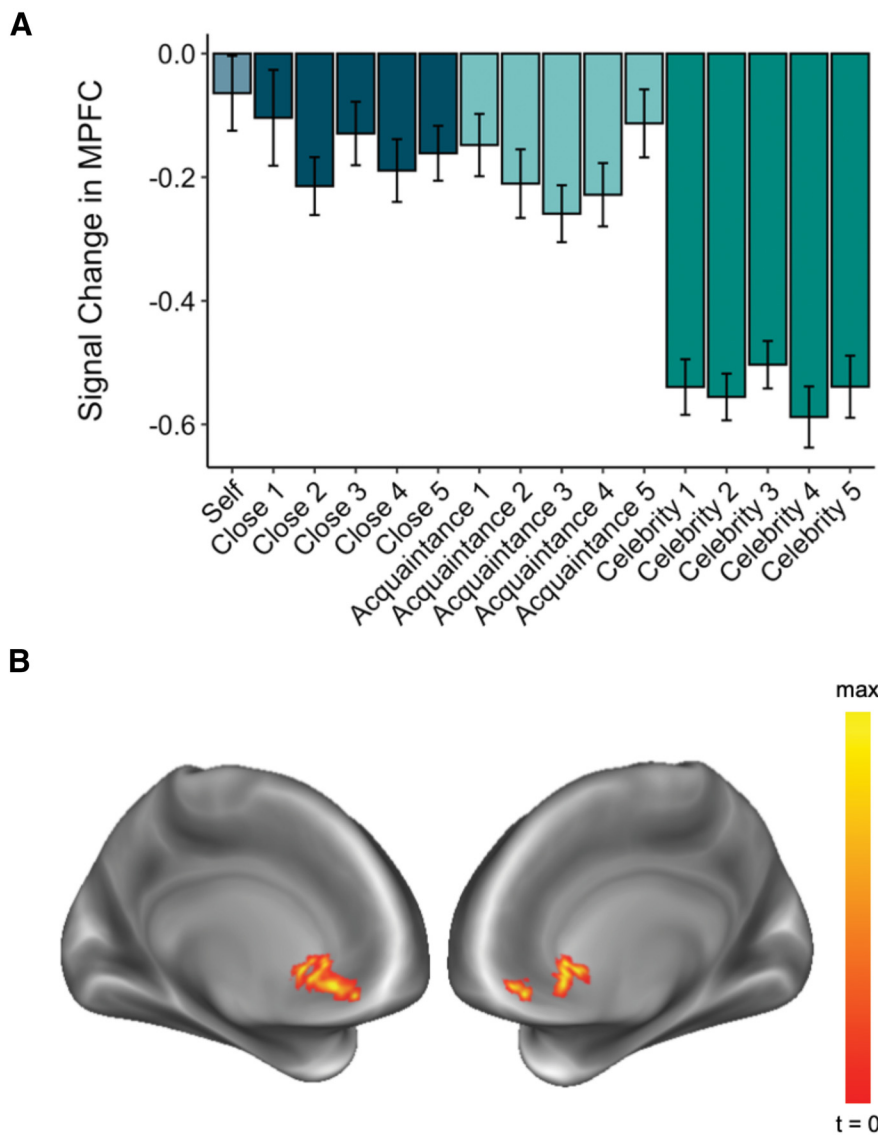 A
Signal Change in MPFC
0.0
-0.2
-0.4
-0.6
Self
Close 1
Close 2
Close 3
Close 4
Close 5
Acquaintance 1
Acquaintance 2
Acquaintance 3
Acquaintance 4
Acquaintance 5
Celebrity 1
Celebrity 2
Celebrity 3
Celebrity 4
Celebrity 5
B
max
t = 0